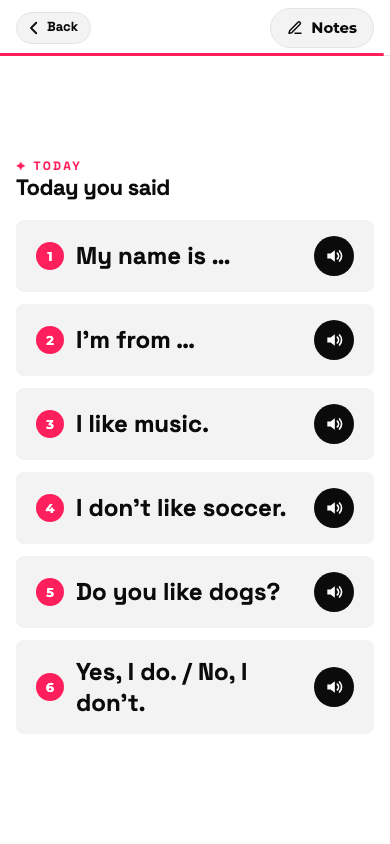 Back
Notes
TODAY
Today you said
1 My name is ...
2 I'm from ...
3 I like music.
4 I don't like soccer.
5 Do you like dogs?
6 Yes, I do. / No, I
don't.